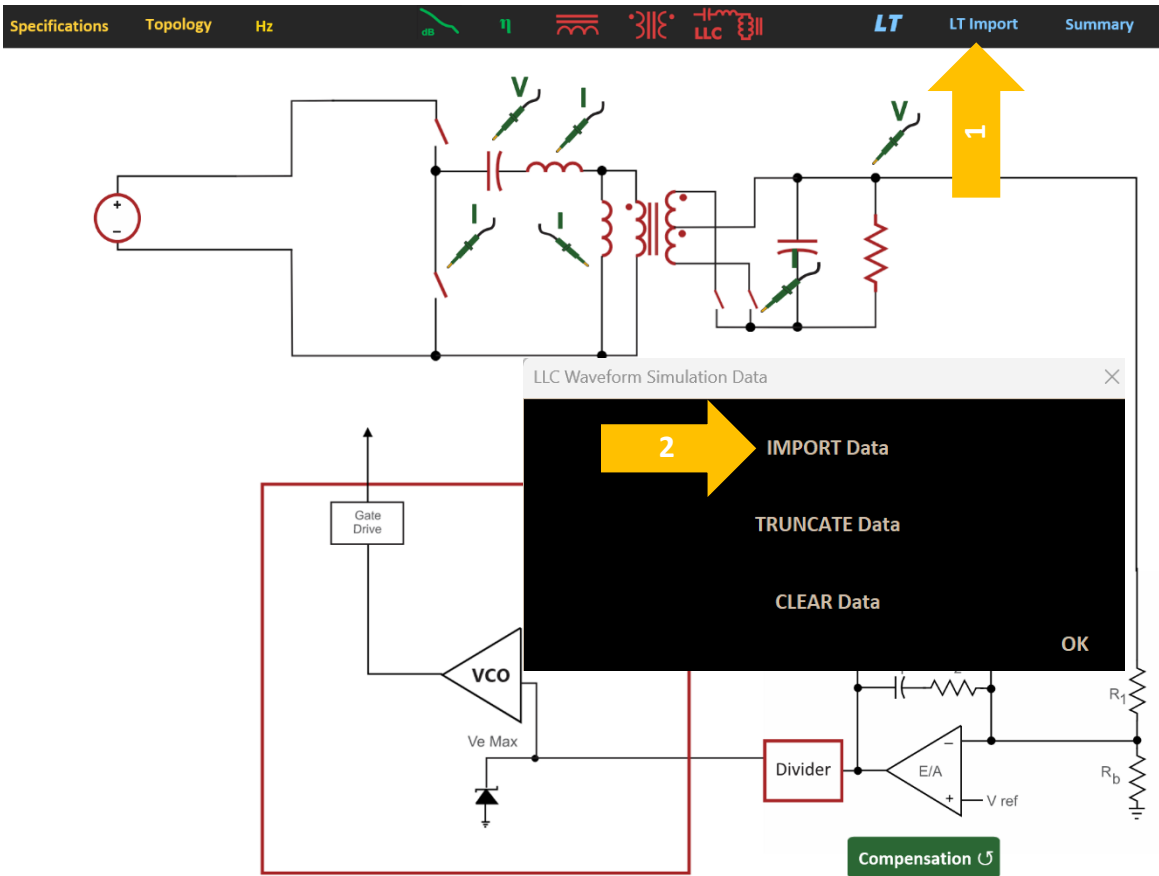 Specifications
Topology
Hz
dB
η
LLC
LT
LT Import
Summary
1
V
I
V
I
I
I
+
−
LLC Waveform Simulation Data
2
IMPORT Data
TRUNCATE Data
CLEAR Data
OK
Gate
Drive
VCO
Ve Max
Divider
E/A
−
+
V ref
R1
Rb
Compensation ↺